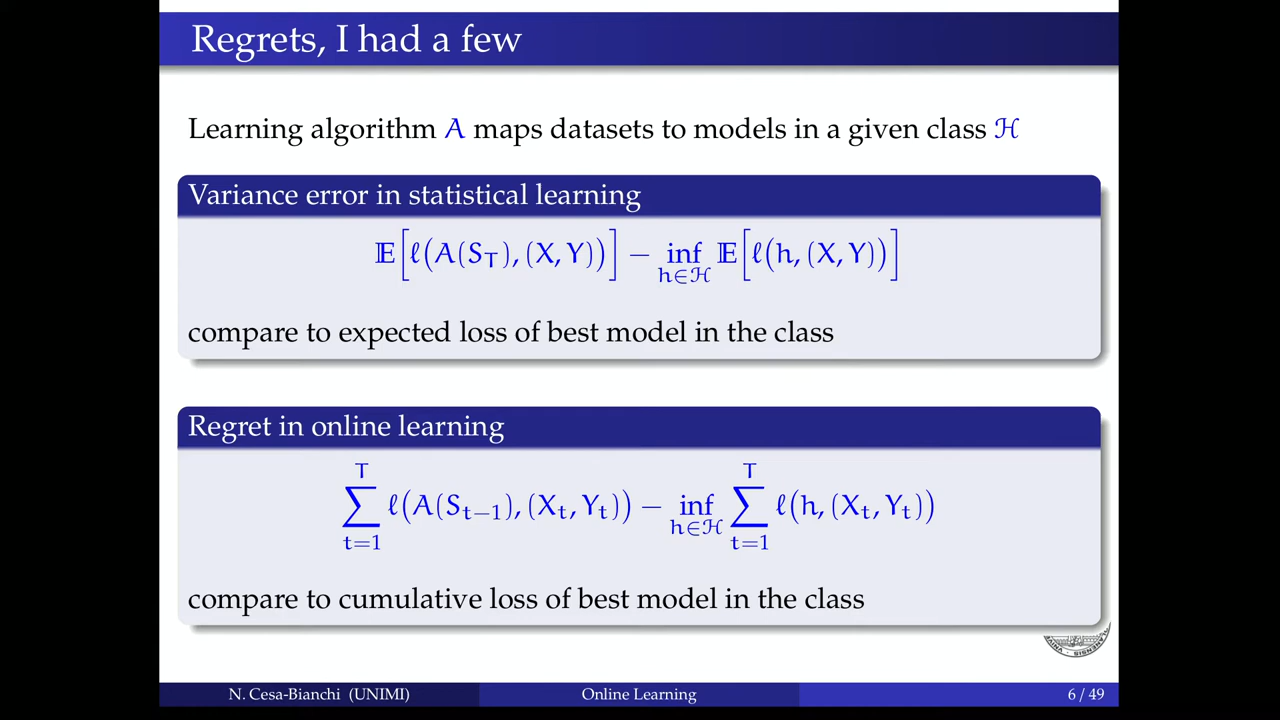 Regrets, I had a few
Learning algorithm A maps datasets to models in a given class ℋ
Variance error in statistical learning
𝔼[ℓ(A(S_T), (X, Y))] − inf_{h∈ℋ} 𝔼[ℓ(h, (X, Y))]
compare to expected loss of best model in the class
Regret in online learning
∑_{t=1}^{T} ℓ(A(S_{t−1}), (X_t, Y_t)) − inf_{h∈ℋ} ∑_{t=1}^{T} ℓ(h, (X_t, Y_t))
compare to cumulative loss of best model in the class
N. Cesa-Bianchi (UNIMI)
Online Learning
6 / 49